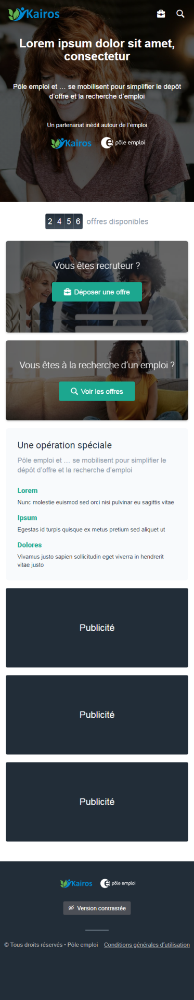 Kairos
Lorem ipsum dolor sit amet,
consectetur
Pôle emploi et … se mobilisent pour simplifier le dépôt
d'offre et la recherche d'emploi
Un partenariat inédit autour de l'emploi
Kairos
pôle emploi
2 4 5 6 offres disponibles
Vous êtes recruteur ?
Déposer une offre
Vous êtes à la recherche d'un emploi ?
Voir les offres
Une opération spéciale
Pôle emploi et … se mobilisent pour simplifier le
dépôt d'offre et la recherche d'emploi
Lorem
Nunc molestie euismod sed orci nisi pulvinar eu sagittis vitae
Ipsum
Egestas id turpis quisque ex metus pretium sed aliquet ut
Dolores
Vivamus justo sapien sollicitudin eget viverra in hendrerit
vitae justo
Publicité
Publicité
Publicité
Kairos
pôle emploi
Version contrastée
© Tous droits réservés • Pôle emploi Conditions générales d'utilisation